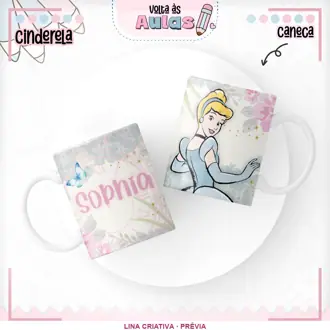 VOLTA ÀS
AULAS
CINDERELA
CANECA
SOPHIA
LINA CRIATIVA · PRÉVIA